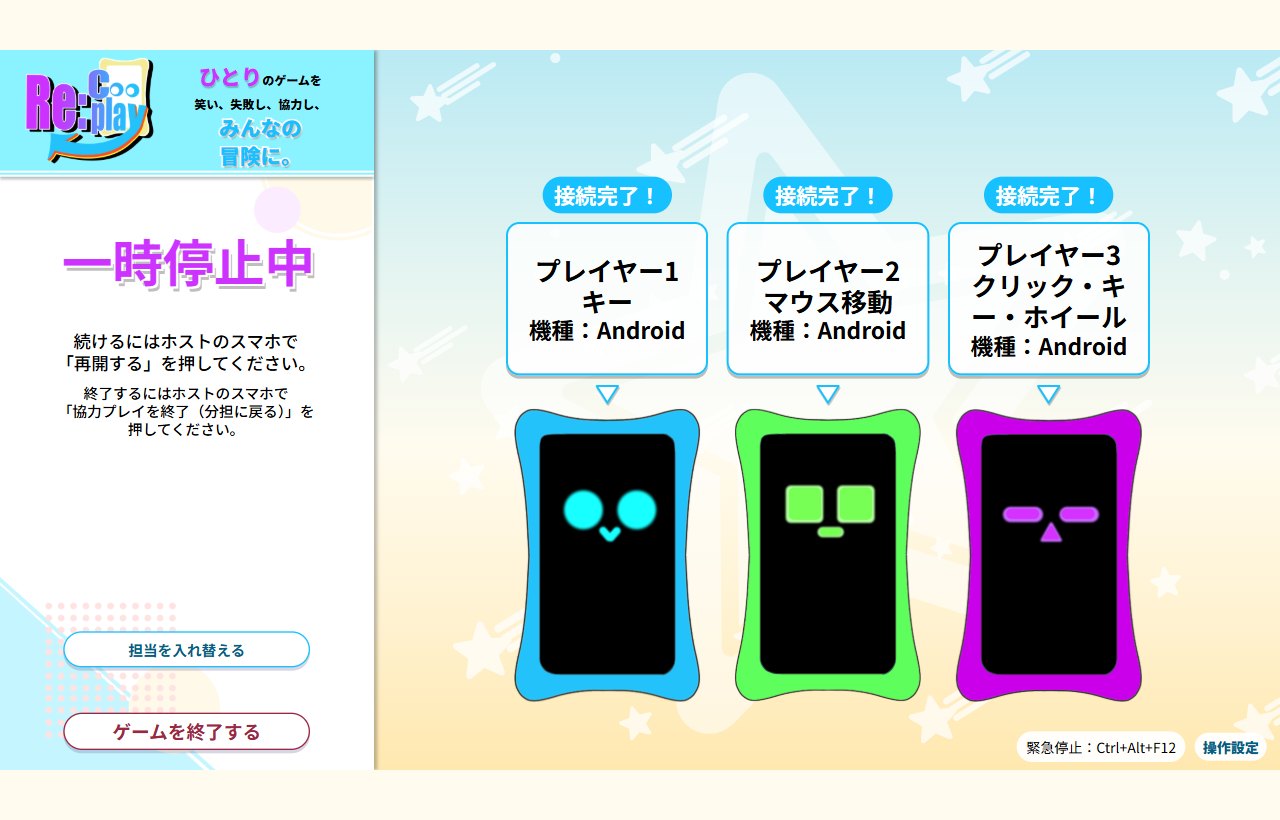 Re:Coo
play
ひとりのゲームを
笑い、失敗し、協力し、
みんなの
冒険に。
一時停止中
続けるにはホストのスマホで
「再開する」を押してください。
終了するにはホストのスマホで
「協力プレイを終了（分担に戻る）」を
押してください。
担当を入れ替える
ゲームを終了する
接続完了！
プレイヤー1
キー
機種：Android
接続完了！
プレイヤー2
マウス移動
機種：Android
接続完了！
プレイヤー3
クリック・キ
ー・ホイール
機種：Android
緊急停止：Ctrl+Alt+F12
操作設定